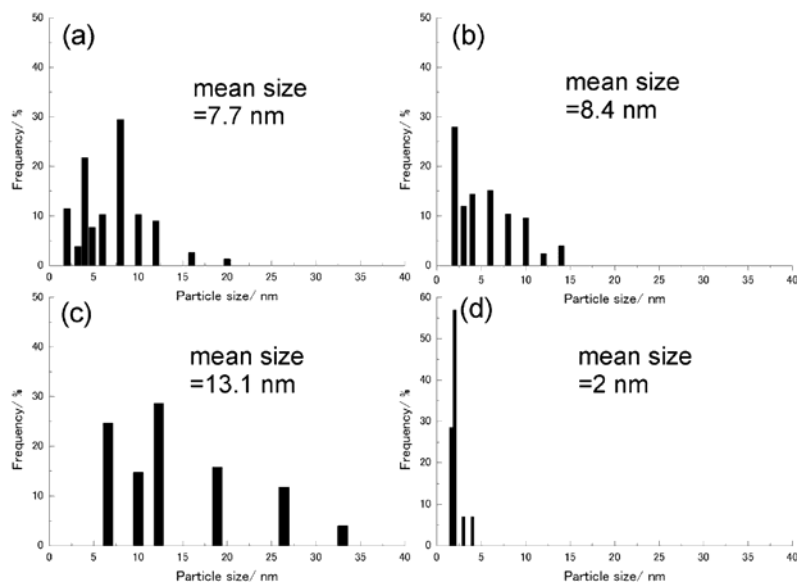 (a)
mean size
=7.7 nm
Frequency/ %
50
40
30
20
10
0
0 5 10 15 20 25 30 35 40
Particle size/ nm
(b)
mean size
=8.4 nm
Frequency/ %
50
40
30
20
10
0
0 5 10 15 20 25 30 35 40
Particle size/ nm
(c)
mean size
=13.1 nm
Frequency/ %
50
40
30
20
10
0
0 5 10 15 20 25 30 35 40
Particle size/ nm
(d)
mean size
=2 nm
Frequency/ %
60
50
40
30
20
10
0
0 5 10 15 20 25 30 35 40
Particle size/ nm